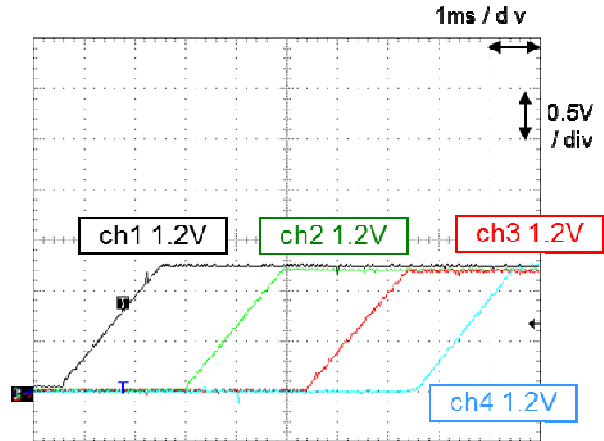 1ms / d v
0.5V
/ div
ch1 1.2V
ch2 1.2V
ch3 1.2V
T
ch4 1.2V